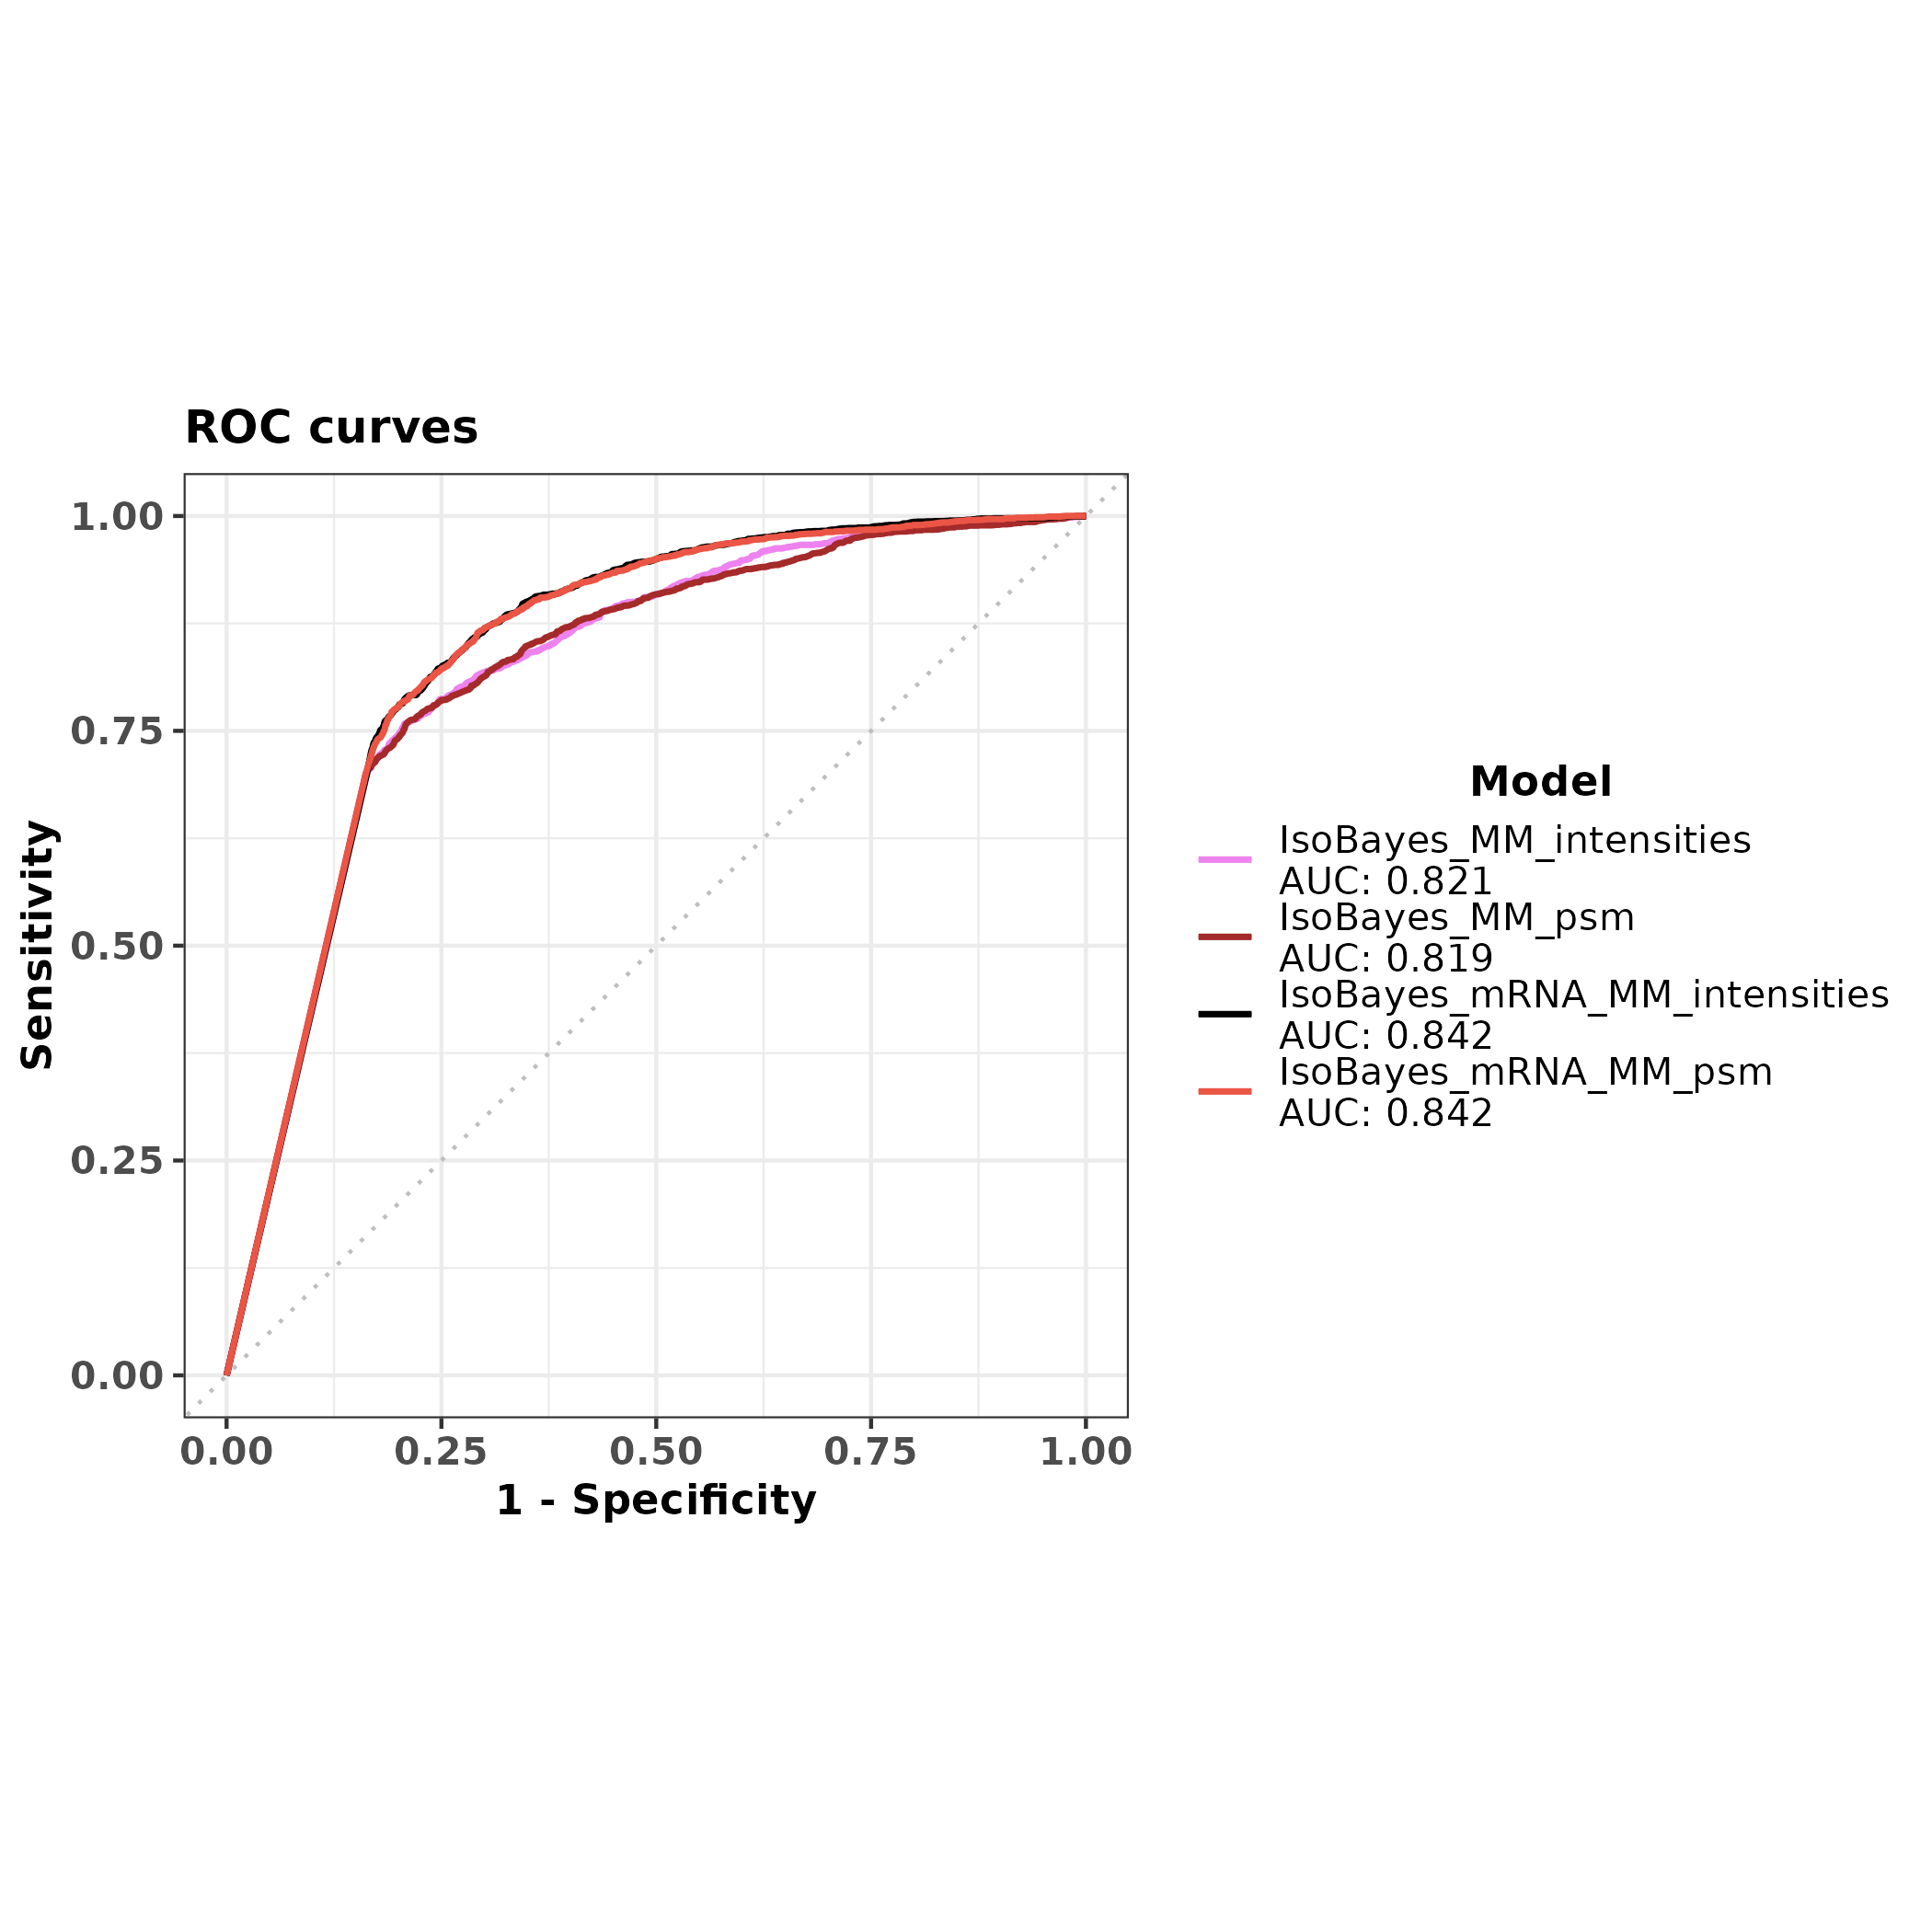 ROC curves
1.00
0.75
0.50
0.25
0.00
Sensitivity
0.00 0.25 0.50 0.75 1.00
1 - Specificity
Model
IsoBayes_MM_intensities
AUC: 0.821
IsoBayes_MM_psm
AUC: 0.819
IsoBayes_mRNA_MM_intensities
AUC: 0.842
IsoBayes_mRNA_MM_psm
AUC: 0.842